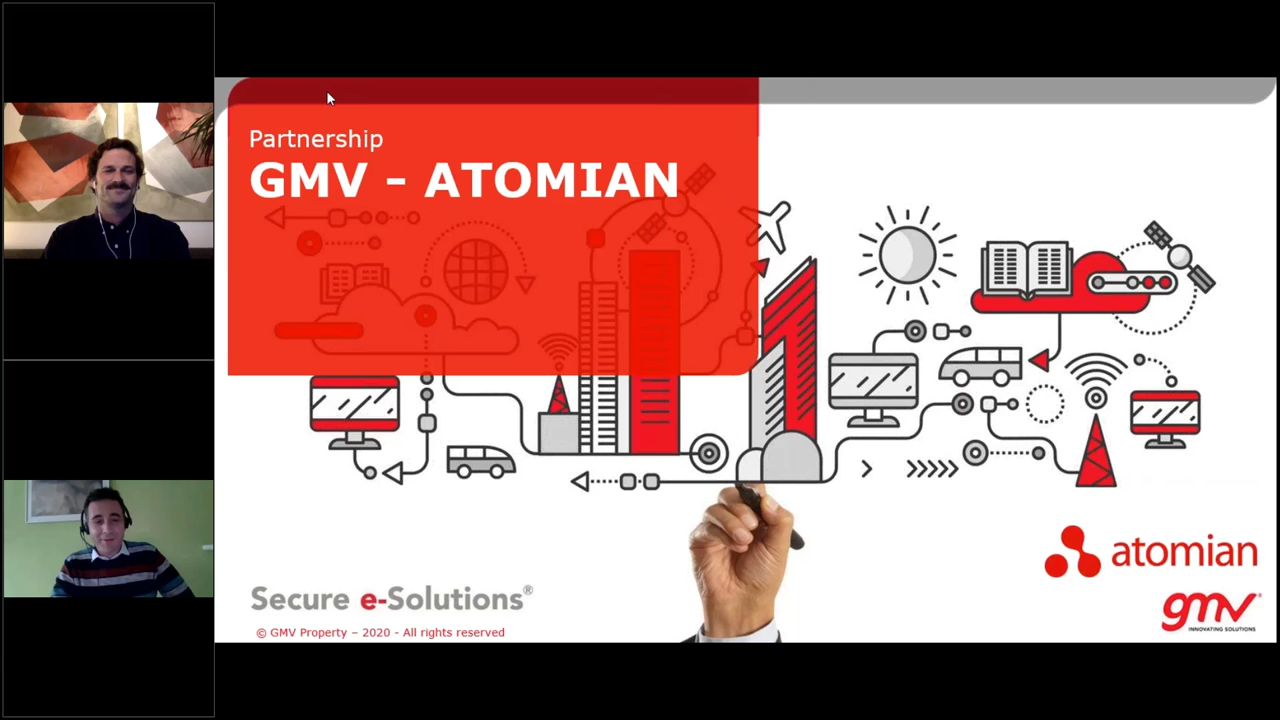 Partnership
GMV - ATOMIAN
atomian
gmv®
INNOVATING SOLUTIONS
Secure e-Solutions®
© GMV Property – 2020 - All rights reserved